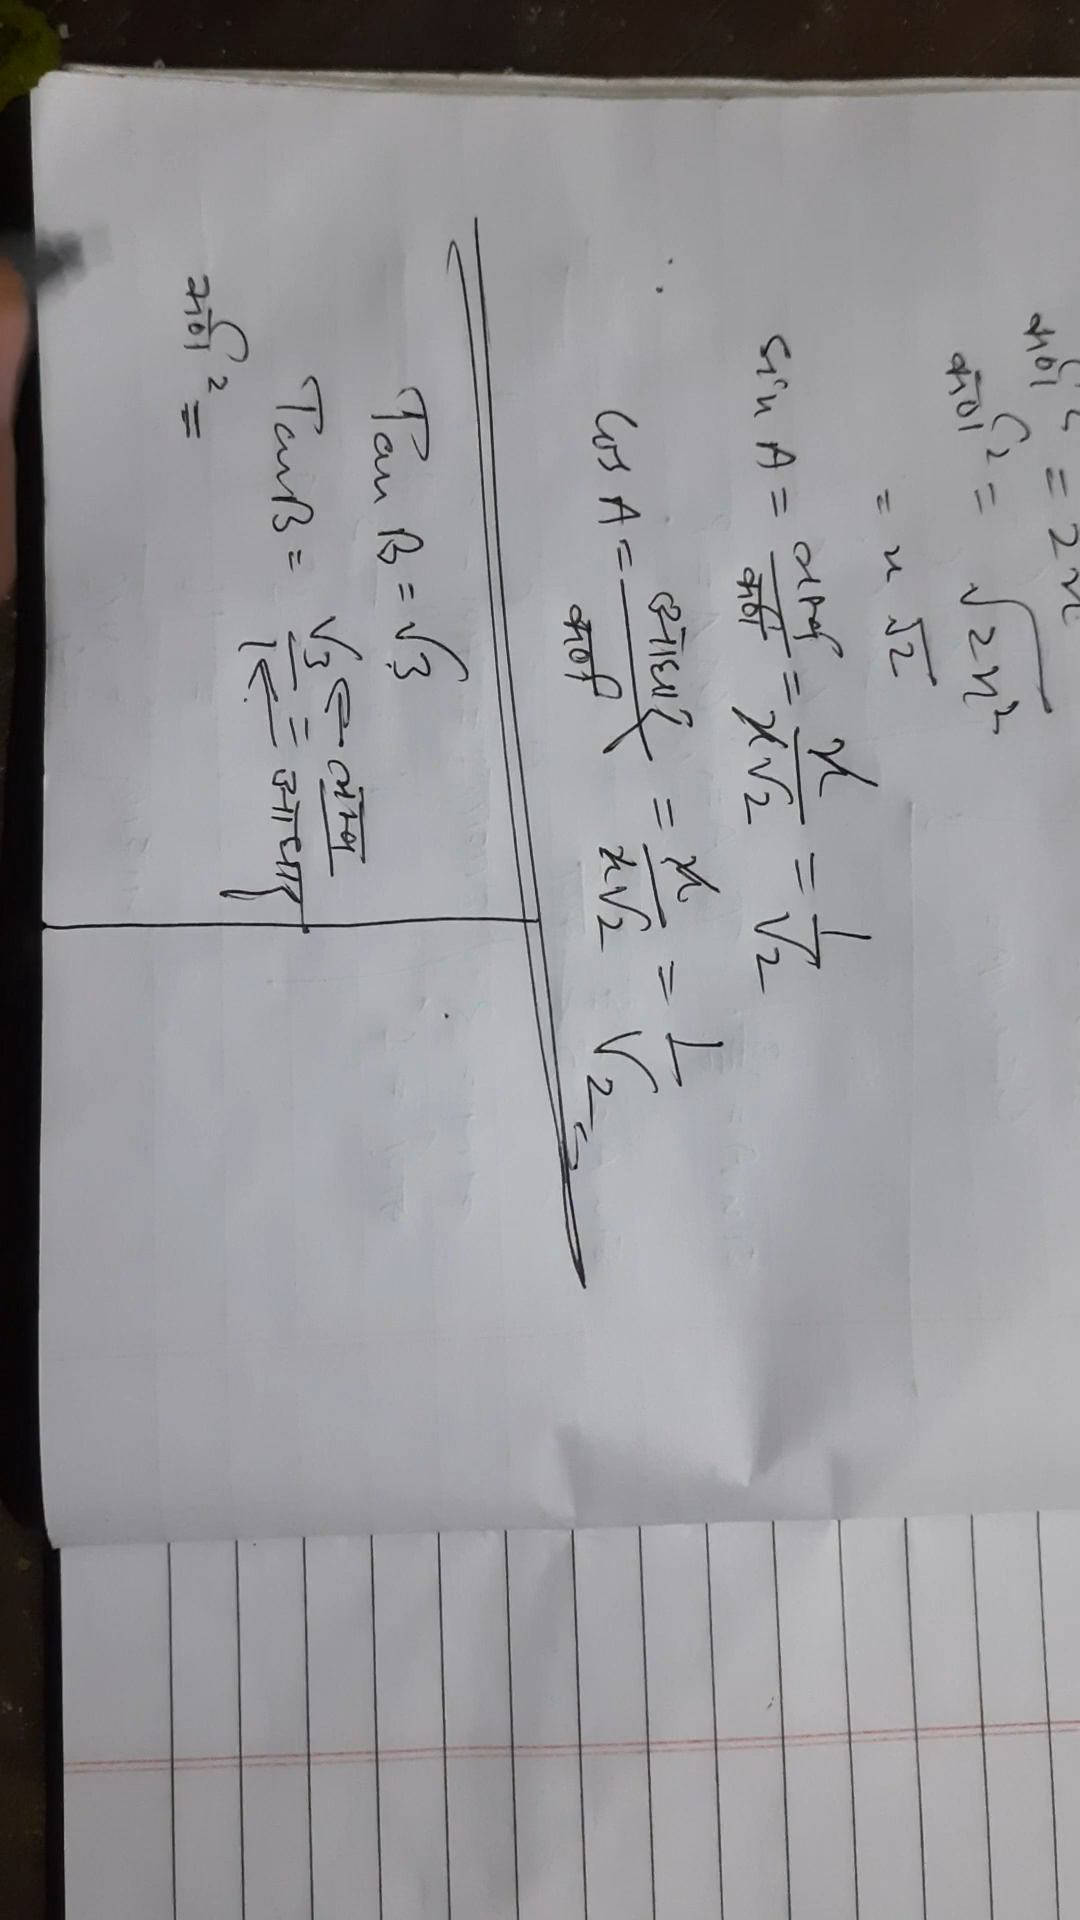 कर्ण² = 2x²
कर्ण² = √2x²
= x√2
Sin A = लम्ब/कर्ण = x/x√2 = 1/√2
Cos A = आधार/कर्ण = x/x√2 = 1/√2 =
Tan B = √3
Tan B = √3/1 ← = लम्ब/आधार
कर्ण² =